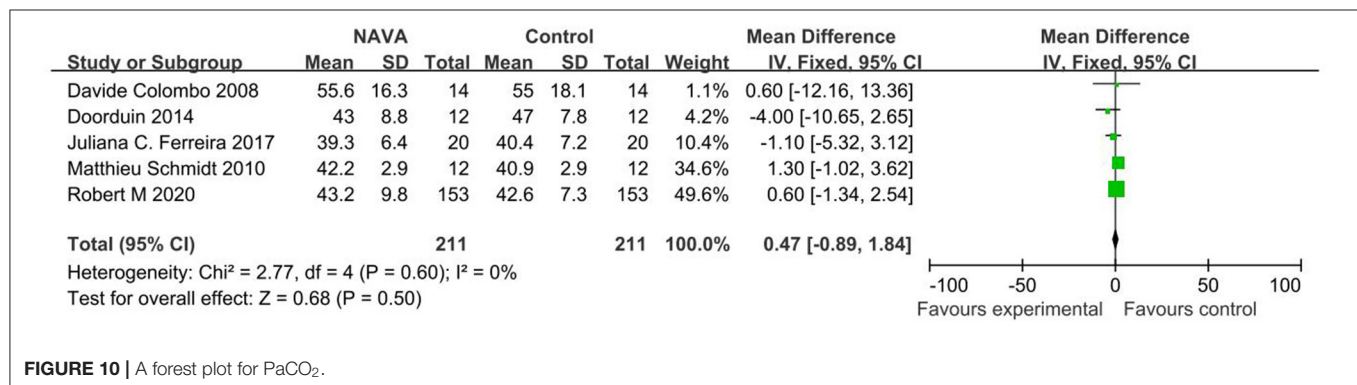 NAVA Control Mean Difference Mean Difference
Study or Subgroup Mean SD Total Mean SD Total Weight IV, Fixed, 95% CI IV, Fixed, 95% CI
Davide Colombo 2008 55.6 16.3 14 55 18.1 14 1.1% 0.60 [-12.16, 13.36]
Doorduin 2014 43 8.8 12 47 7.8 12 4.2% -4.00 [-10.65, 2.65]
Juliana C. Ferreira 2017 39.3 6.4 20 40.4 7.2 20 10.4% -1.10 [-5.32, 3.12]
Matthieu Schmidt 2010 42.2 2.9 12 40.9 2.9 12 34.6% 1.30 [-1.02, 3.62]
Robert M 2020 43.2 9.8 153 42.6 7.3 153 49.6% 0.60 [-1.34, 2.54]
Total (95% CI) 211 211 100.0% 0.47 [-0.89, 1.84]
Heterogeneity: Chi² = 2.77, df = 4 (P = 0.60); I² = 0%
Test for overall effect: Z = 0.68 (P = 0.50)
-100 -50 0 50 100
Favours experimental Favours control
FIGURE 10 | A forest plot for PaCO₂.